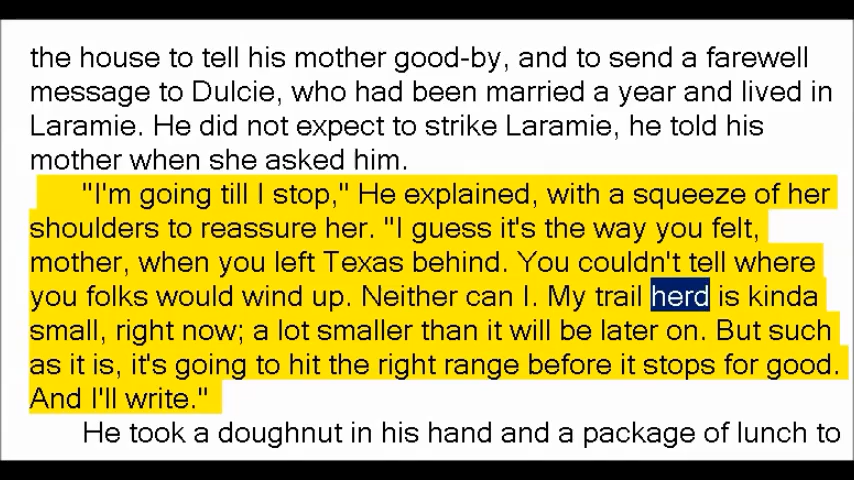 the house to tell his mother good-by, and to send a farewell
message to Dulcie, who had been married a year and lived in
Laramie. He did not expect to strike Laramie, he told his
mother when she asked him.
"I'm going till I stop," He explained, with a squeeze of her
shoulders to reassure her. "I guess it's the way you felt,
mother, when you left Texas behind. You couldn't tell where
you folks would wind up. Neither can I. My trail herd is kinda
small, right now; a lot smaller than it will be later on. But such
as it is, it's going to hit the right range before it stops for good.
And I'll write."
He took a doughnut in his hand and a package of lunch to